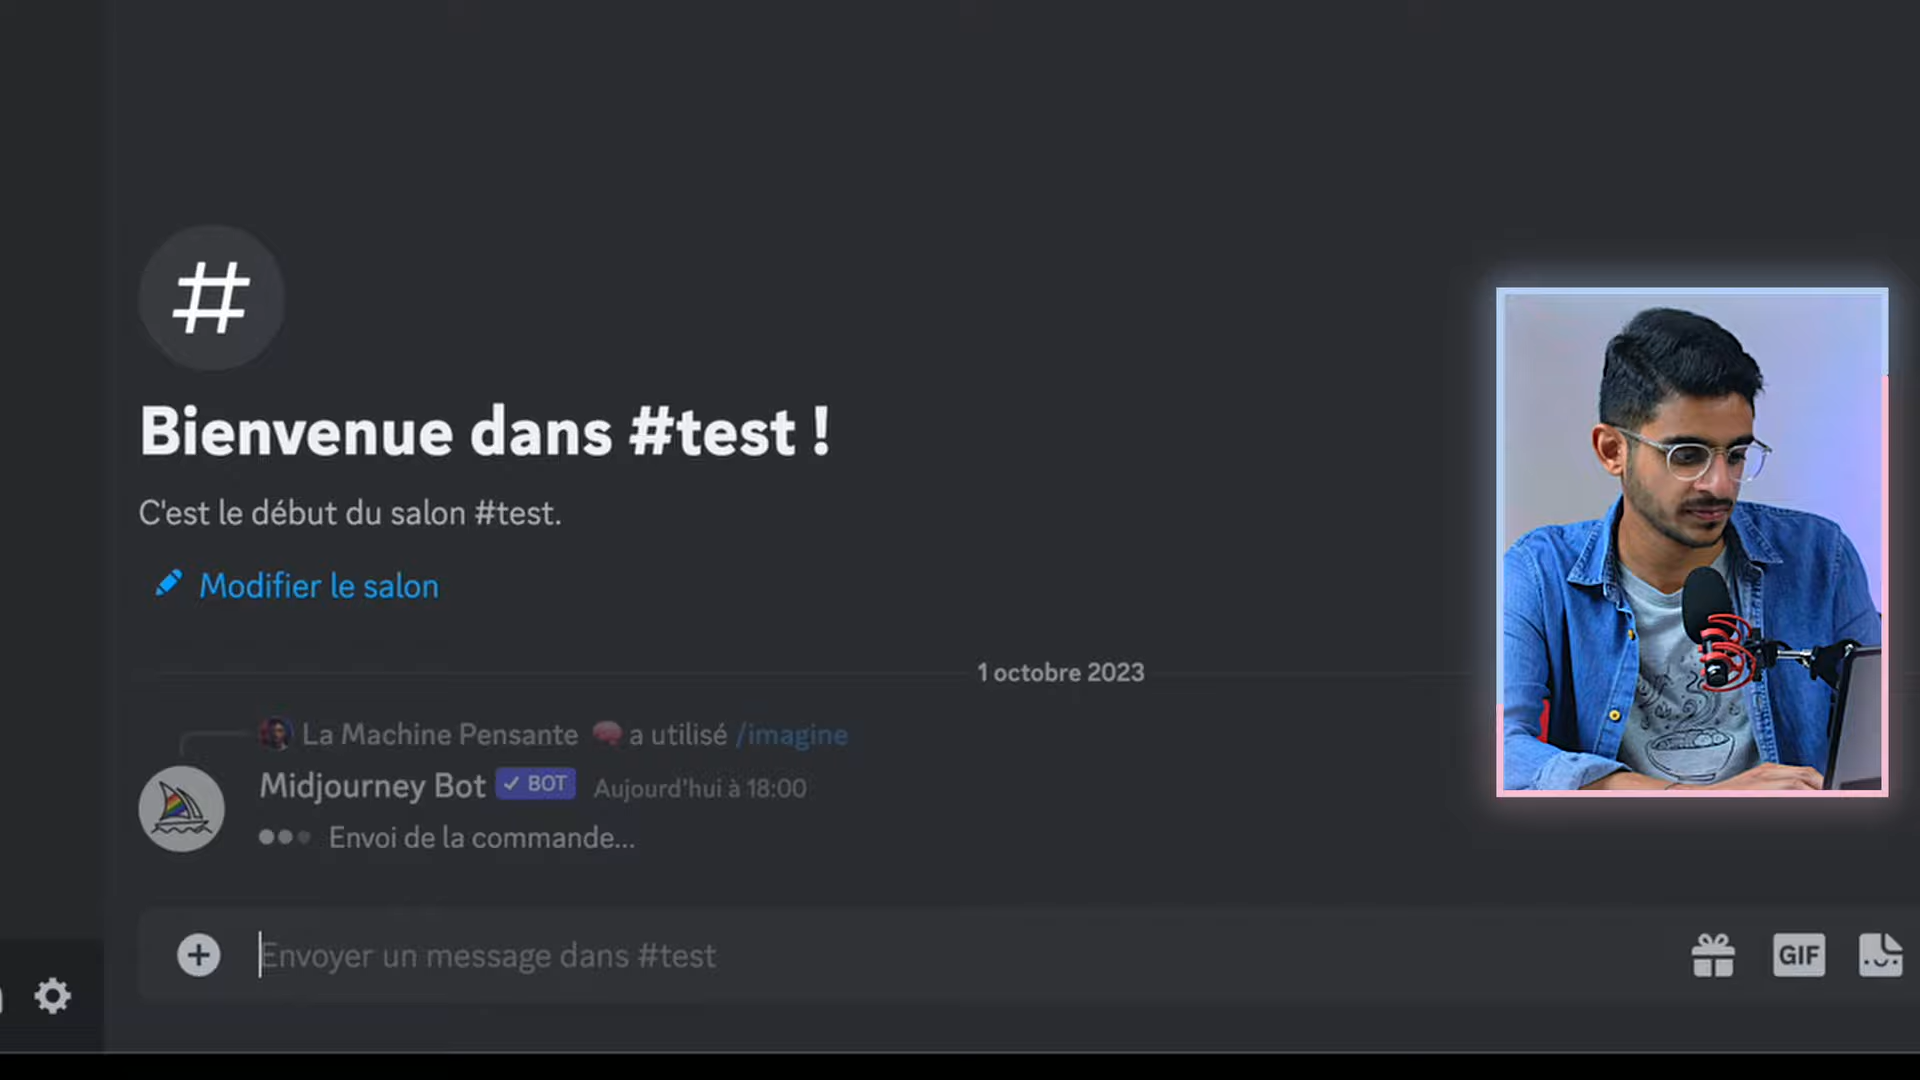 #
Bienvenue dans #test !
C'est le début du salon #test.
Modifier le salon
1 octobre 2023
La Machine Pensante 🧠 a utilisé /imagine
Midjourney Bot ✓ BOT Aujourd'hui à 18:00
Envoi de la commande...
Envoyer un message dans #test
GIF